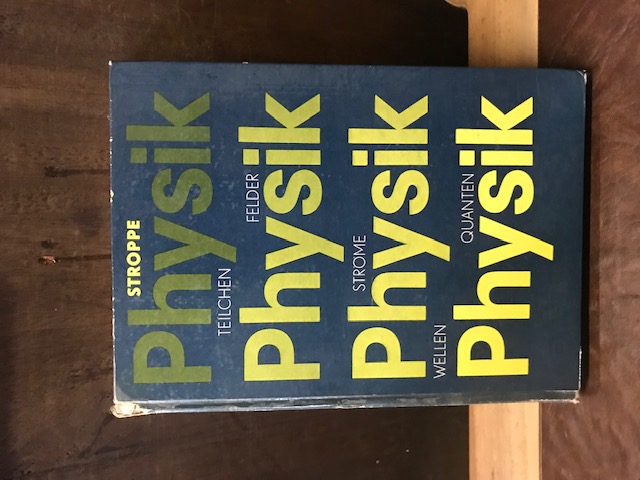 STROPPE
Physik
TEILCHEN
FELDER
Physik
STROME
Physik
WELLEN
QUANTEN
Physik